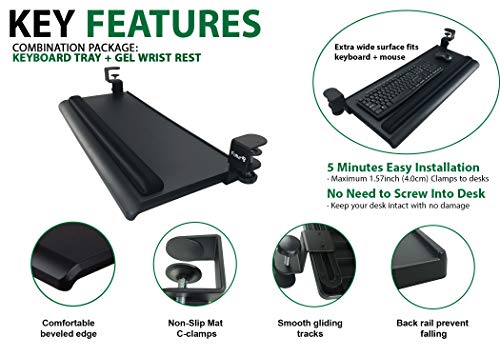 KEY FEATURES
COMBINATION PACKAGE:
KEYBOARD TRAY + GEL WRIST REST
Extra wide surface fits
keyboard + mouse
5 Minutes Easy Installation
- Maximum 1.57inch (4.0cm) Clamps to desks
No Need to Screw Into Desk
- Keep your desk intact with no damage
Comfortable
beveled edge
Non-Slip Mat
C-clamps
Smooth gliding
tracks
Back rail prevent
falling